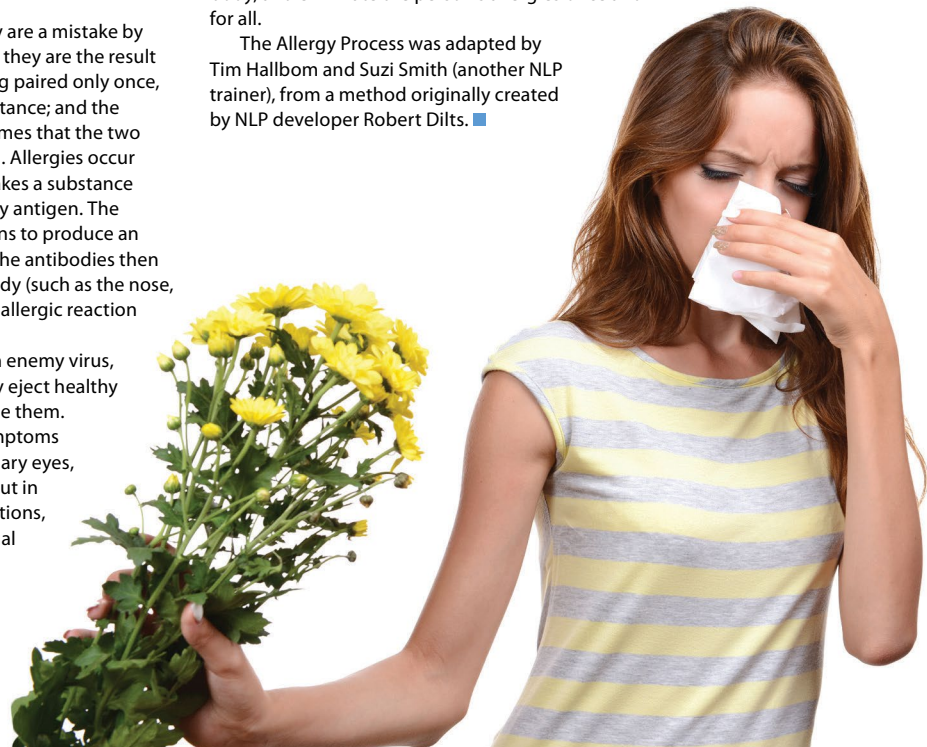 y are a mistake by
they are the result
g paired only once,
tance; and the
mes that the two
. Allergies occur
akes a substance
y antigen. The
ns to produce an
he antibodies then
dy (such as the nose,
allergic reaction
n enemy virus,
y eject healthy
e them.
mptoms
ary eyes,
ut in
tions,
al
for all.
The Allergy Process was adapted by
Tim Hallbom and Suzi Smith (another NLP
trainer), from a method originally created
by NLP developer Robert Dilts.